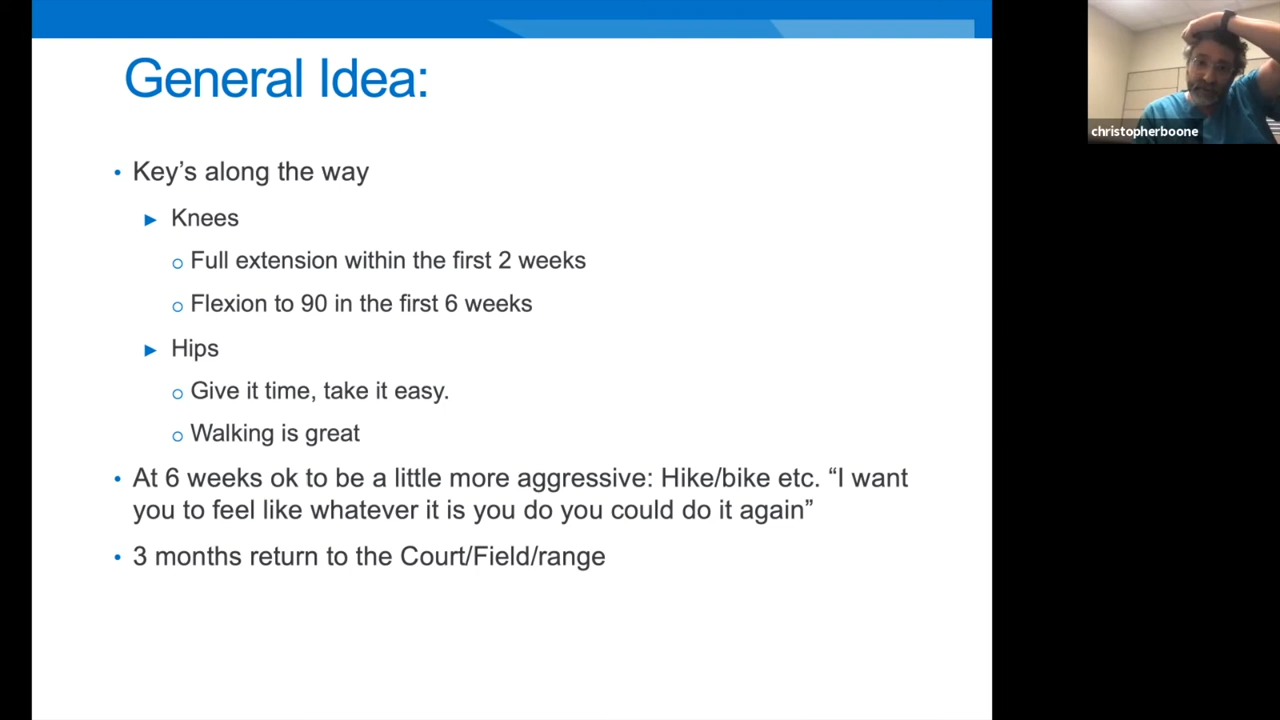 General Idea:
• Key’s along the way
► Knees
○ Full extension within the first 2 weeks
○ Flexion to 90 in the first 6 weeks
► Hips
○ Give it time, take it easy.
○ Walking is great
• At 6 weeks ok to be a little more aggressive: Hike/bike etc. “I want
you to feel like whatever it is you do you could do it again”
• 3 months return to the Court/Field/range
christopherboone